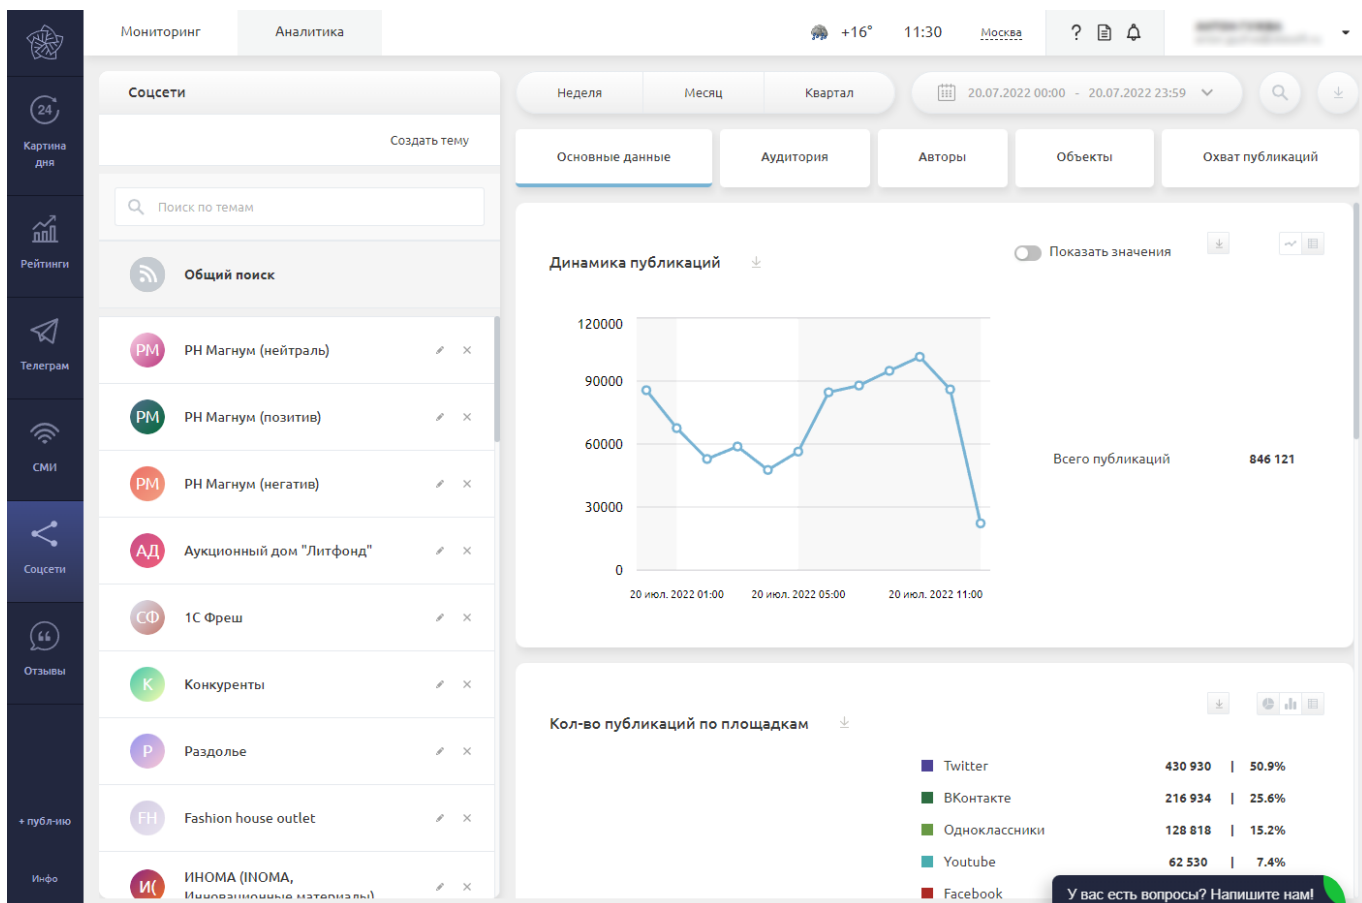 Мониторинг
Аналитика
+16°
11:30
Москва
?
24
Картина
дня
Рейтинги
Телеграм
СМИ
Соцсети
Отзывы
+ публ-ию
Инфо
Соцсети
Создать тему
Поиск по темам
Общий поиск
РМ РН Магнум (нейтраль)
РМ РН Магнум (позитив)
РМ РН Магнум (негатив)
АД Аукционный дом "Литфонд"
СФ 1С Фреш
К Конкуренты
Р Раздолье
FH Fashion house outlet
И( ИНОМА (INOMA,
Инновационные материалы)
Неделя
Месяц
Квартал
20.07.2022 00:00 - 20.07.2022 23:59
Основные данные
Аудитория
Авторы
Объекты
Охват публикаций
Динамика публикаций
Показать значения
120000
90000
60000
30000
0
20 июл. 2022 01:00
20 июл. 2022 05:00
20 июл. 2022 11:00
Всего публикаций 846 121
Кол-во публикаций по площадкам
Twitter 430 930 | 50.9%
ВКонтакте 216 934 | 25.6%
Одноклассники 128 818 | 15.2%
Youtube 62 530 | 7.4%
Facebook
У вас есть вопросы? Напишите нам!